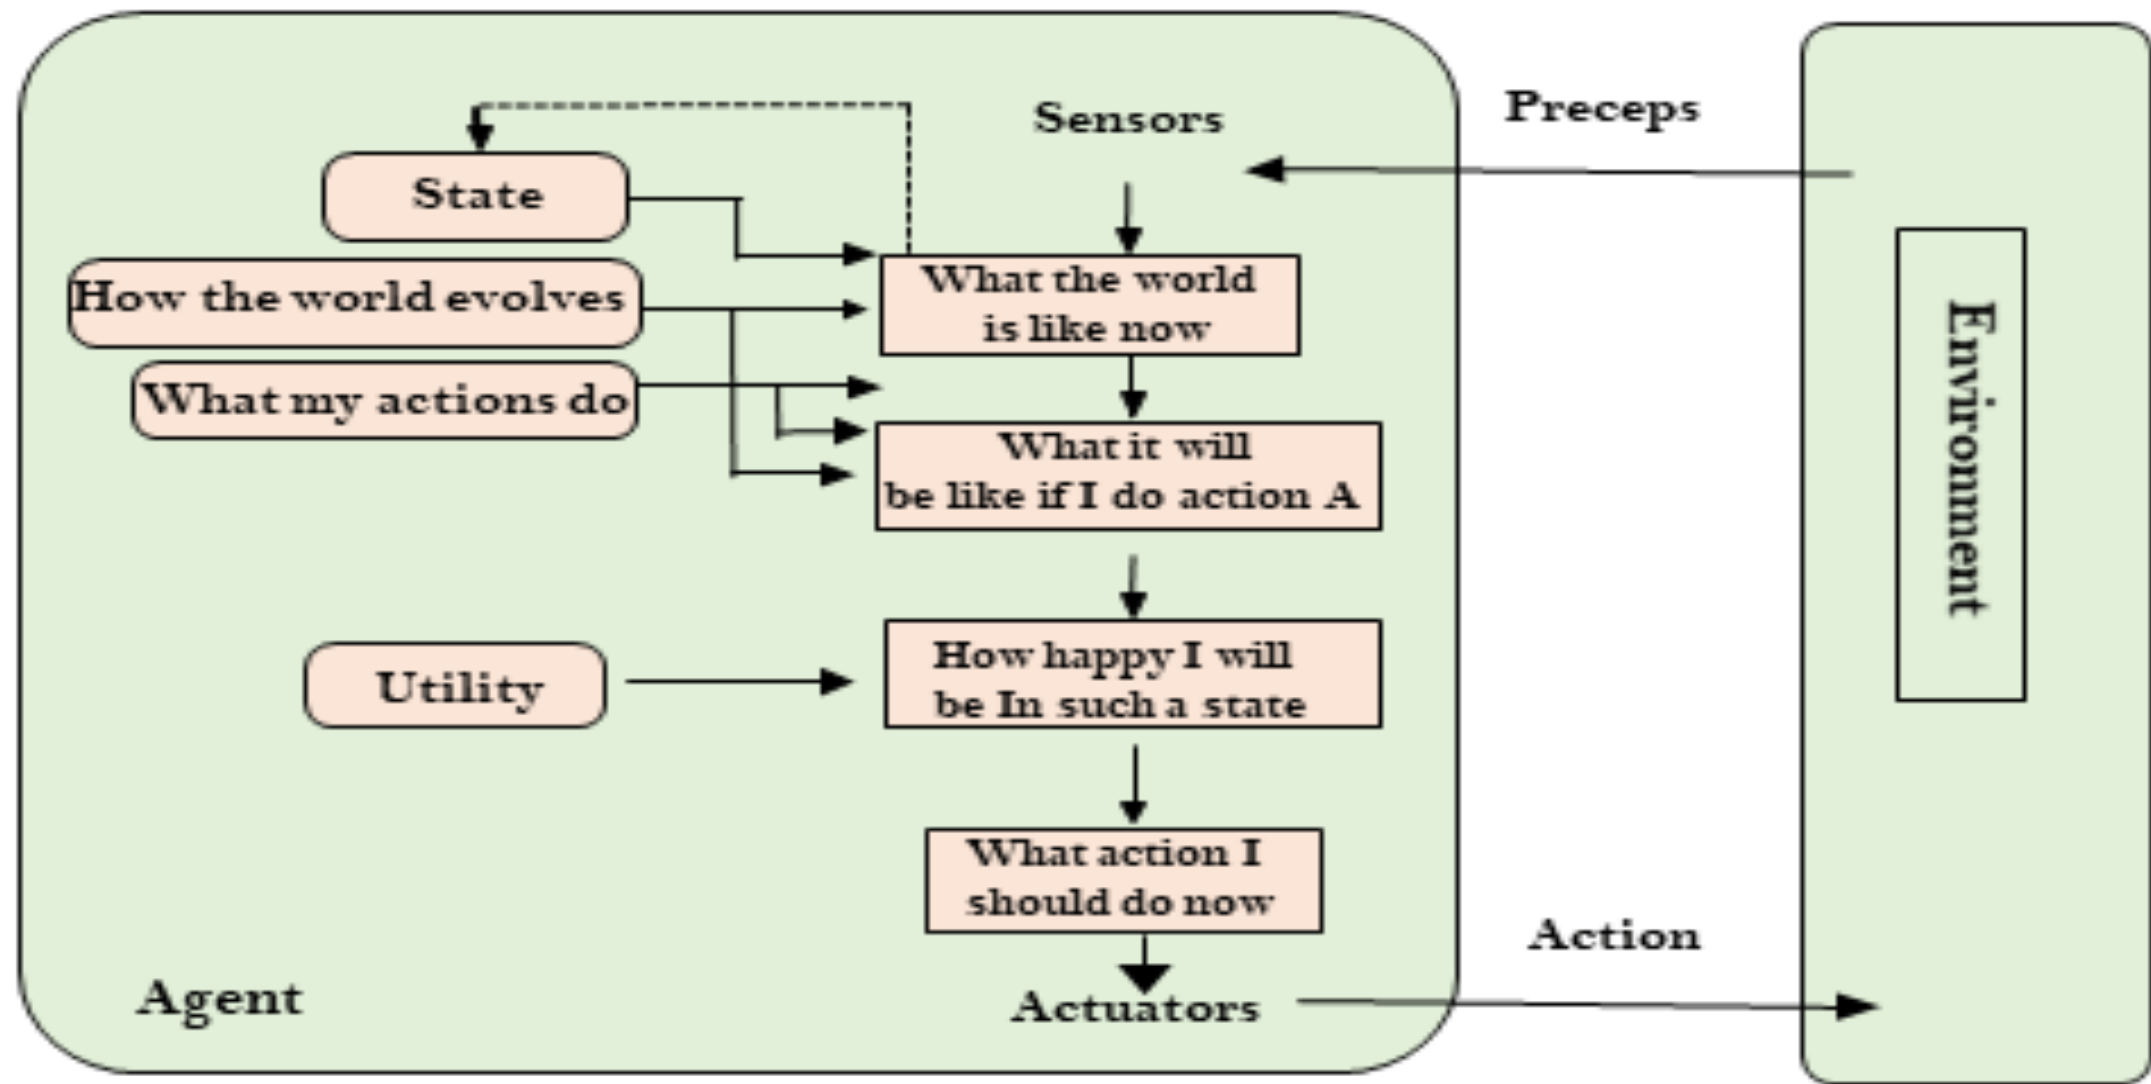 Sensors
Preceps
State
How the world evolves
What the world
is like now
What my actions do
What it will
be like if I do action A
Environment
How happy I will
be In such a state
Utility
What action I
should do now
Action
Agent
Actuators